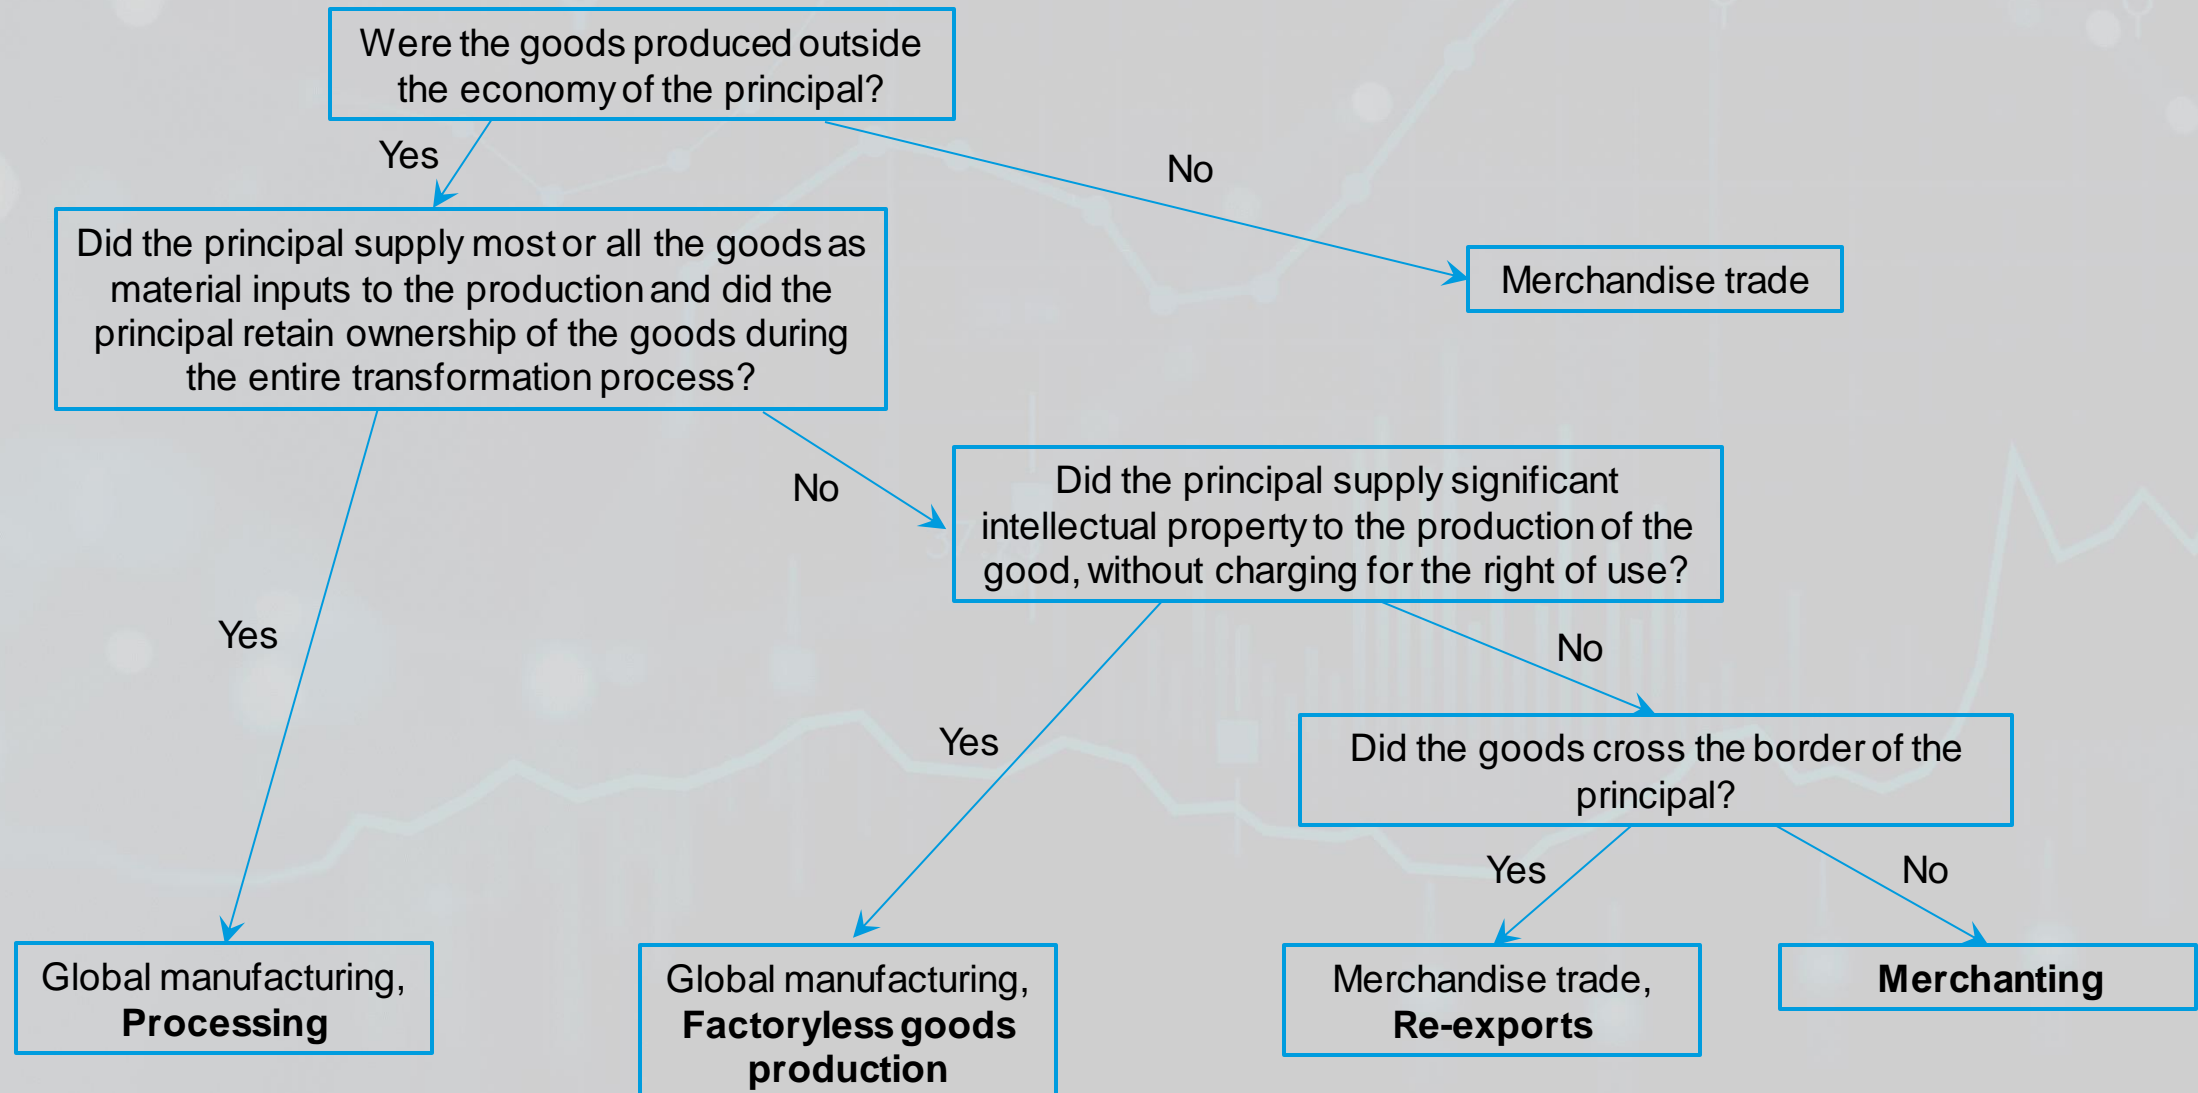 Were the goods produced outside
the economy of the principal?
Yes
No
Did the principal supply most or all the goods as
material inputs to the production and did the
principal retain ownership of the goods during
the entire transformation process?
Merchandise trade
Yes
No
Did the principal supply significant
intellectual property to the production of the
good, without charging for the right of use?
Yes
No
Did the goods cross the border of the
principal?
Yes
No
Global manufacturing,
Processing
Global manufacturing,
Factoryless goods
production
Merchandise trade,
Re-exports
Merchanting